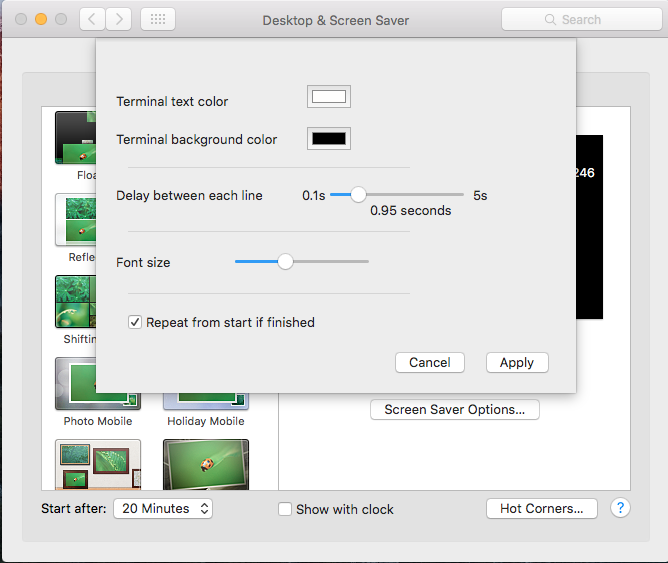 Desktop & Screen Saver
Search
Terminal text color
Terminal background color
Delay between each line
0.1s
5s
0.95 seconds
Font size
Repeat from start if finished
Cancel
Apply
Floa
Refle
Shiftin
Photo Mobile
Holiday Mobile
246
Screen Saver Options...
Start after:
20 Minutes
Show with clock
Hot Corners...
?